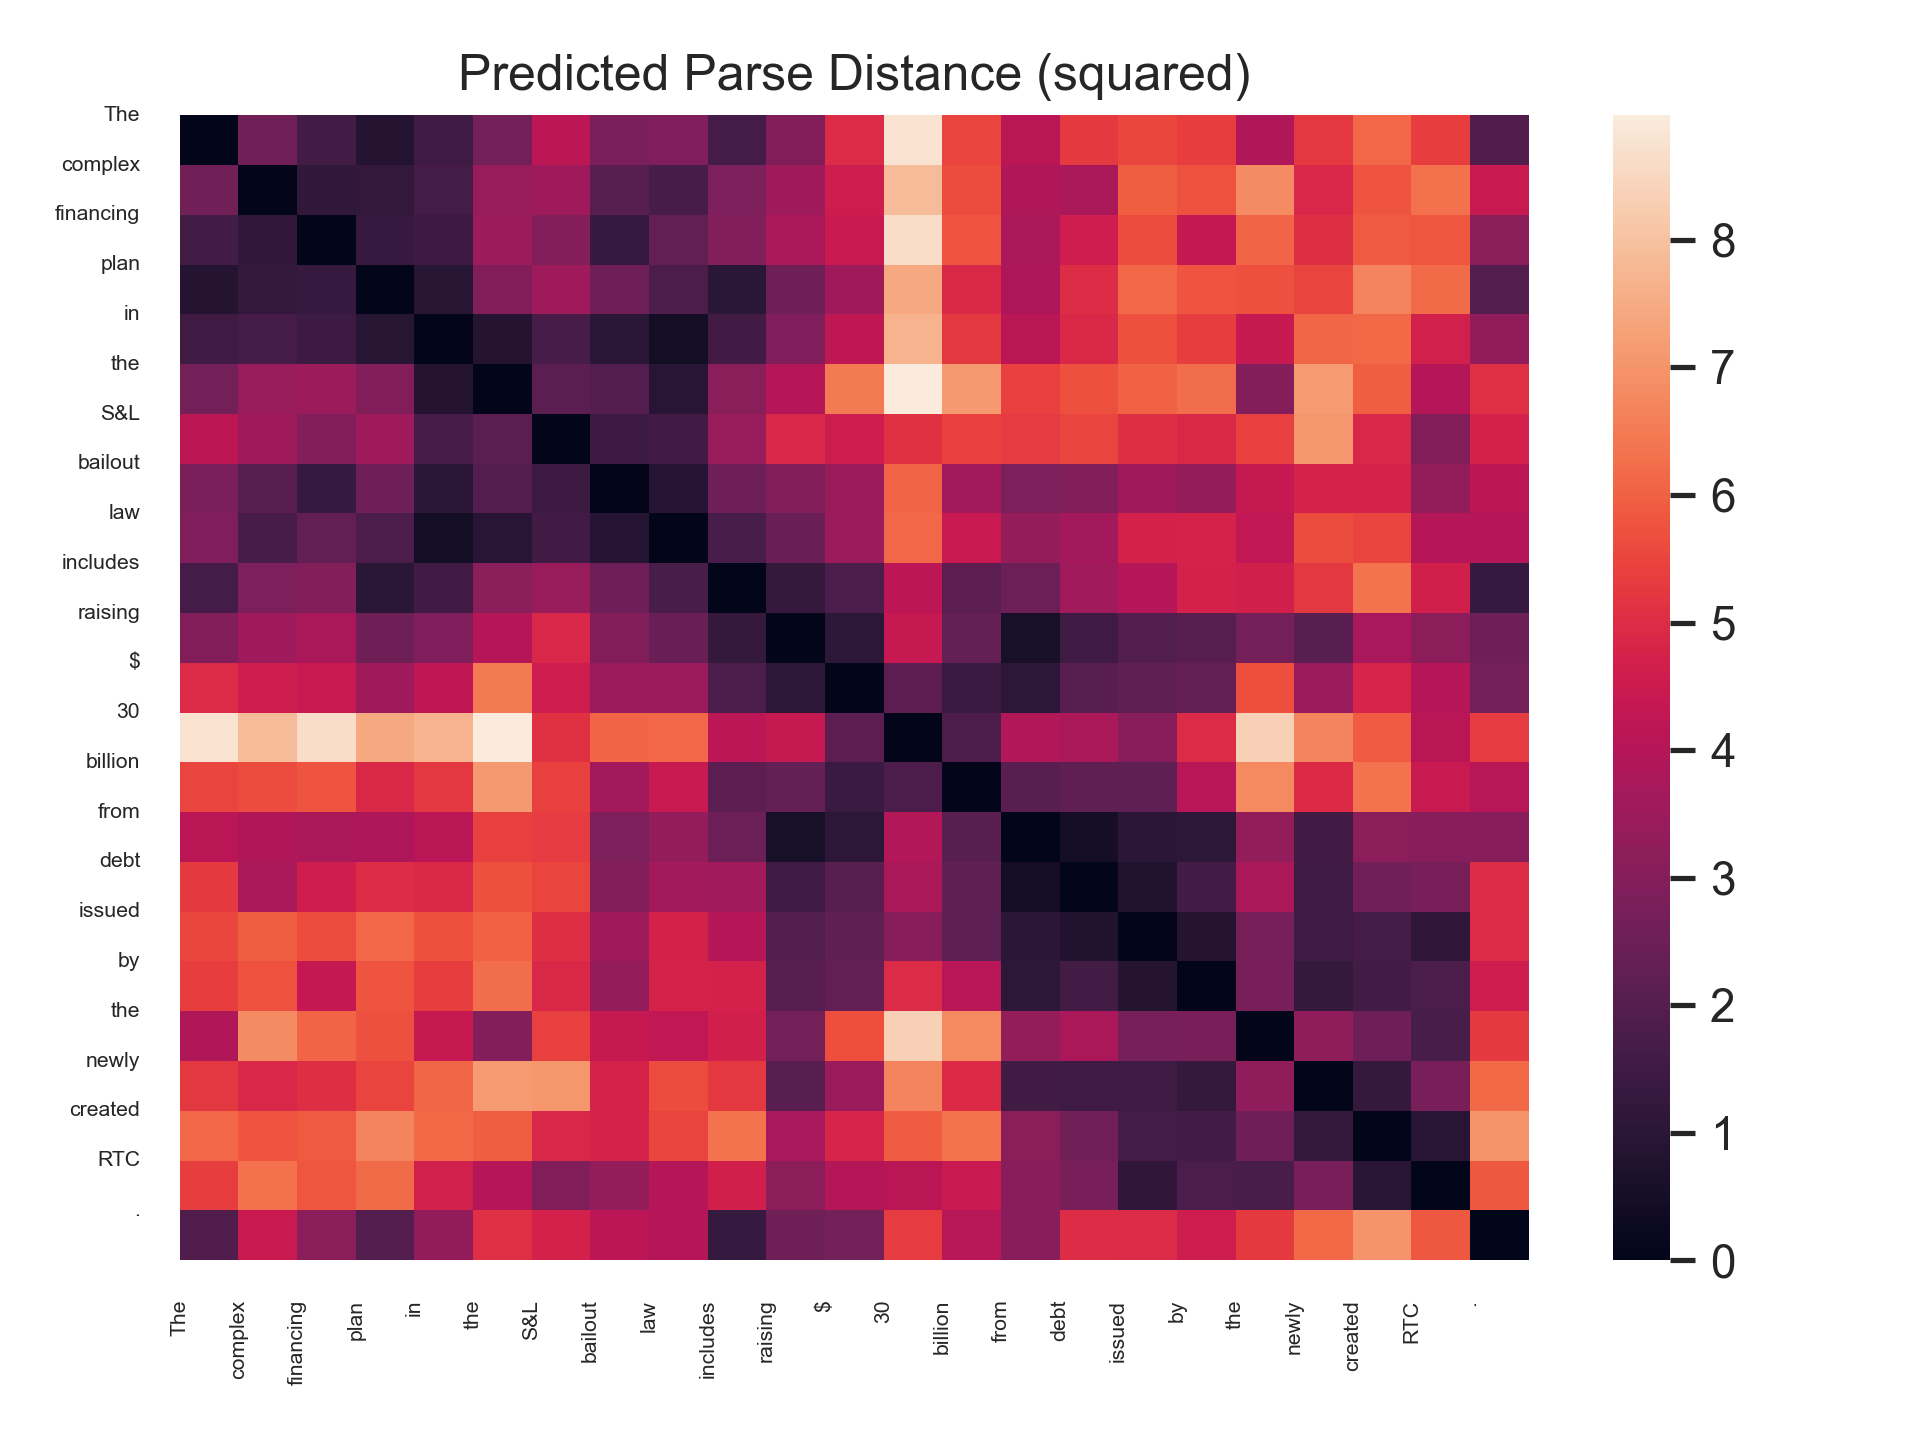 Predicted Parse Distance (squared)
The
complex
financing
plan
in
the
S&L
bailout
law
includes
raising
$
30
billion
from
debt
issued
by
the
newly
created
RTC
.
8
7
6
5
4
3
2
1
0
The
complex
financing
plan
in
the
S&L
bailout
law
includes
raising
$
30
billion
from
debt
issued
by
the
newly
created
RTC
.